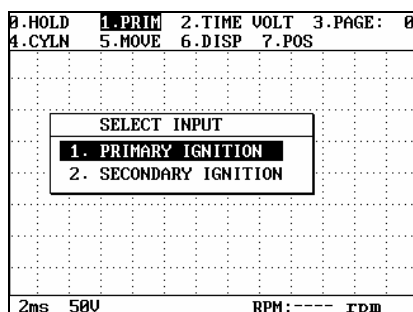 0.HOLD 1.PRIM 2.TIME VOLT 3.PAGE: 0
4.CYLN 5.MOVE 6.DISP 7.POS
SELECT INPUT
1. PRIMARY IGNITION
2. SECONDARY IGNITION
2ms 50V RPM:---- rpm